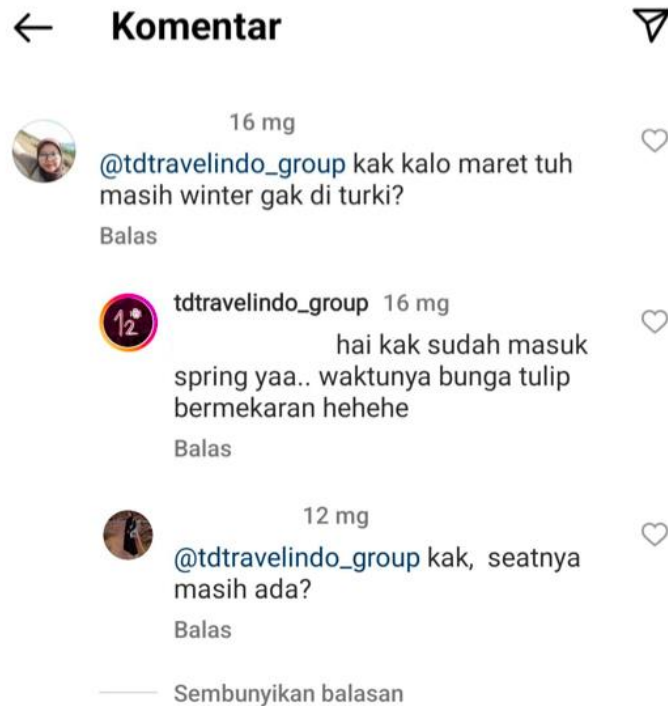 Komentar
16 mg
@tdtravelindo_group kak kalo maret tuh
masih winter gak di turki?
Balas
tdtravelindo_group 16 mg
hai kak sudah masuk
spring yaa.. waktunya bunga tulip
bermekaran hehehe
Balas
12 mg
@tdtravelindo_group kak, seatnya
masih ada?
Balas
Sembunyikan balasan